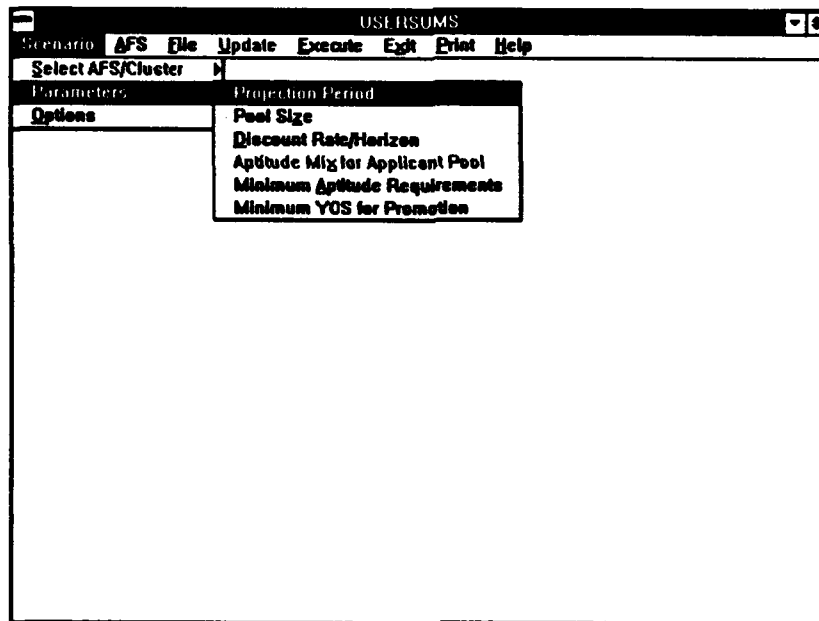 USERSUMS
Scenario AFS File Update Execute Exit Print Help
Select AFS/Cluster
Parameters
Options
Projection Period
Pool Size
Discount Rate/Horizon
Aptitude Mix for Applicant Pool
Minimum Aptitude Requirements
Minimum YOS for Promotion